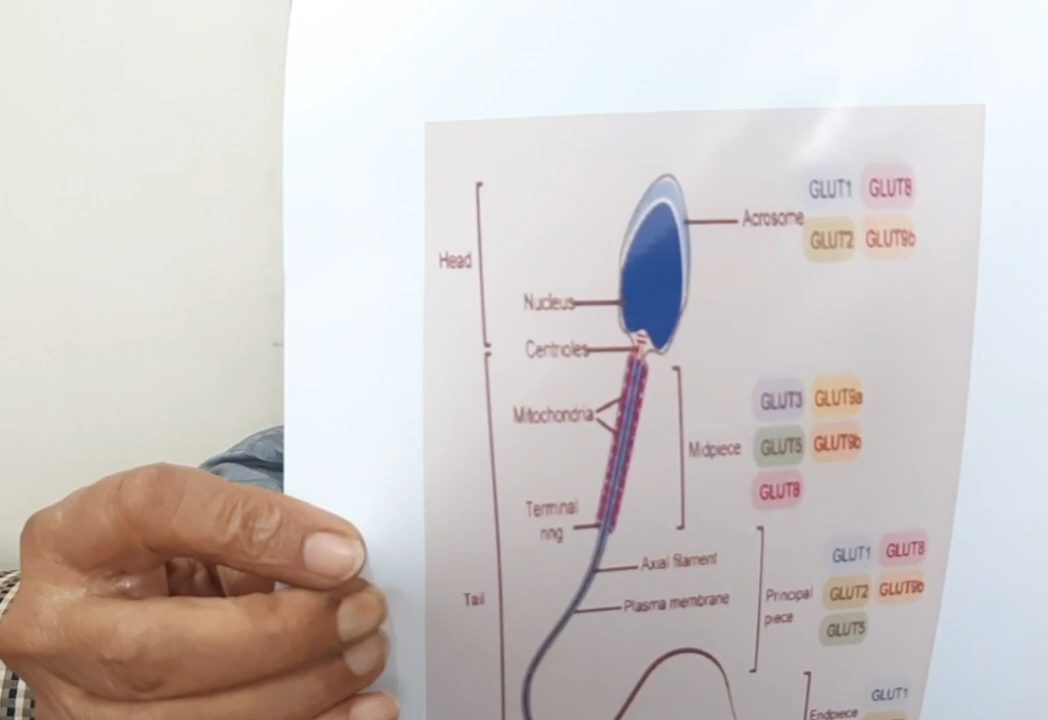 GLUT1 GLUT8
Acrosome
GLUT2 GLUT9b
Head
Nucleus
Centrioles
GLUT3 GLUT9a
Mitochondria
Midpiece
GLUT5 GLUT9b
GLUT8
Terminal
ring
GLUT1 GLUT8
Axial filament
Tail
Plasma membrane
Principal
piece
GLUT2 GLUT9b
GLUT5
GLUT1
Endpiece